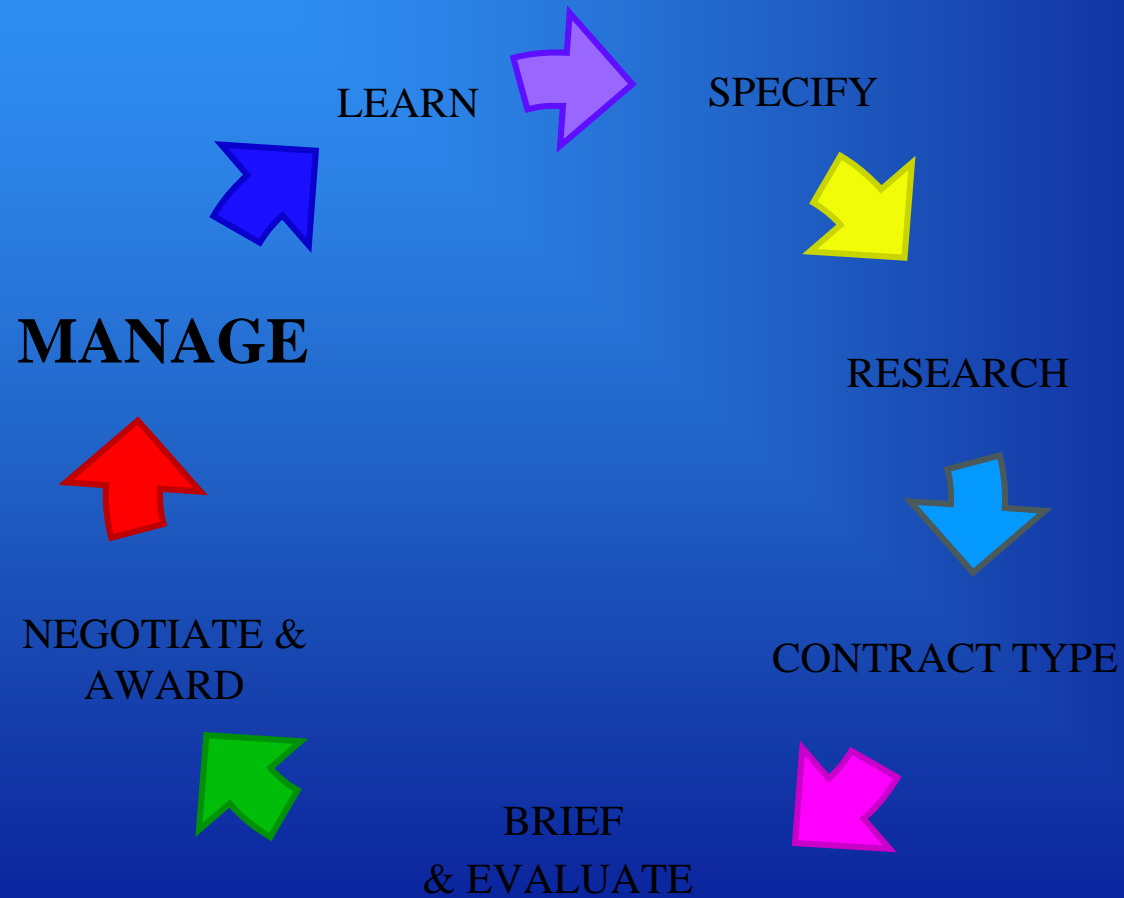 LEARN
SPECIFY
MANAGE
RESEARCH
NEGOTIATE &
AWARD
CONTRACT TYPE
BRIEF
& EVALUATE